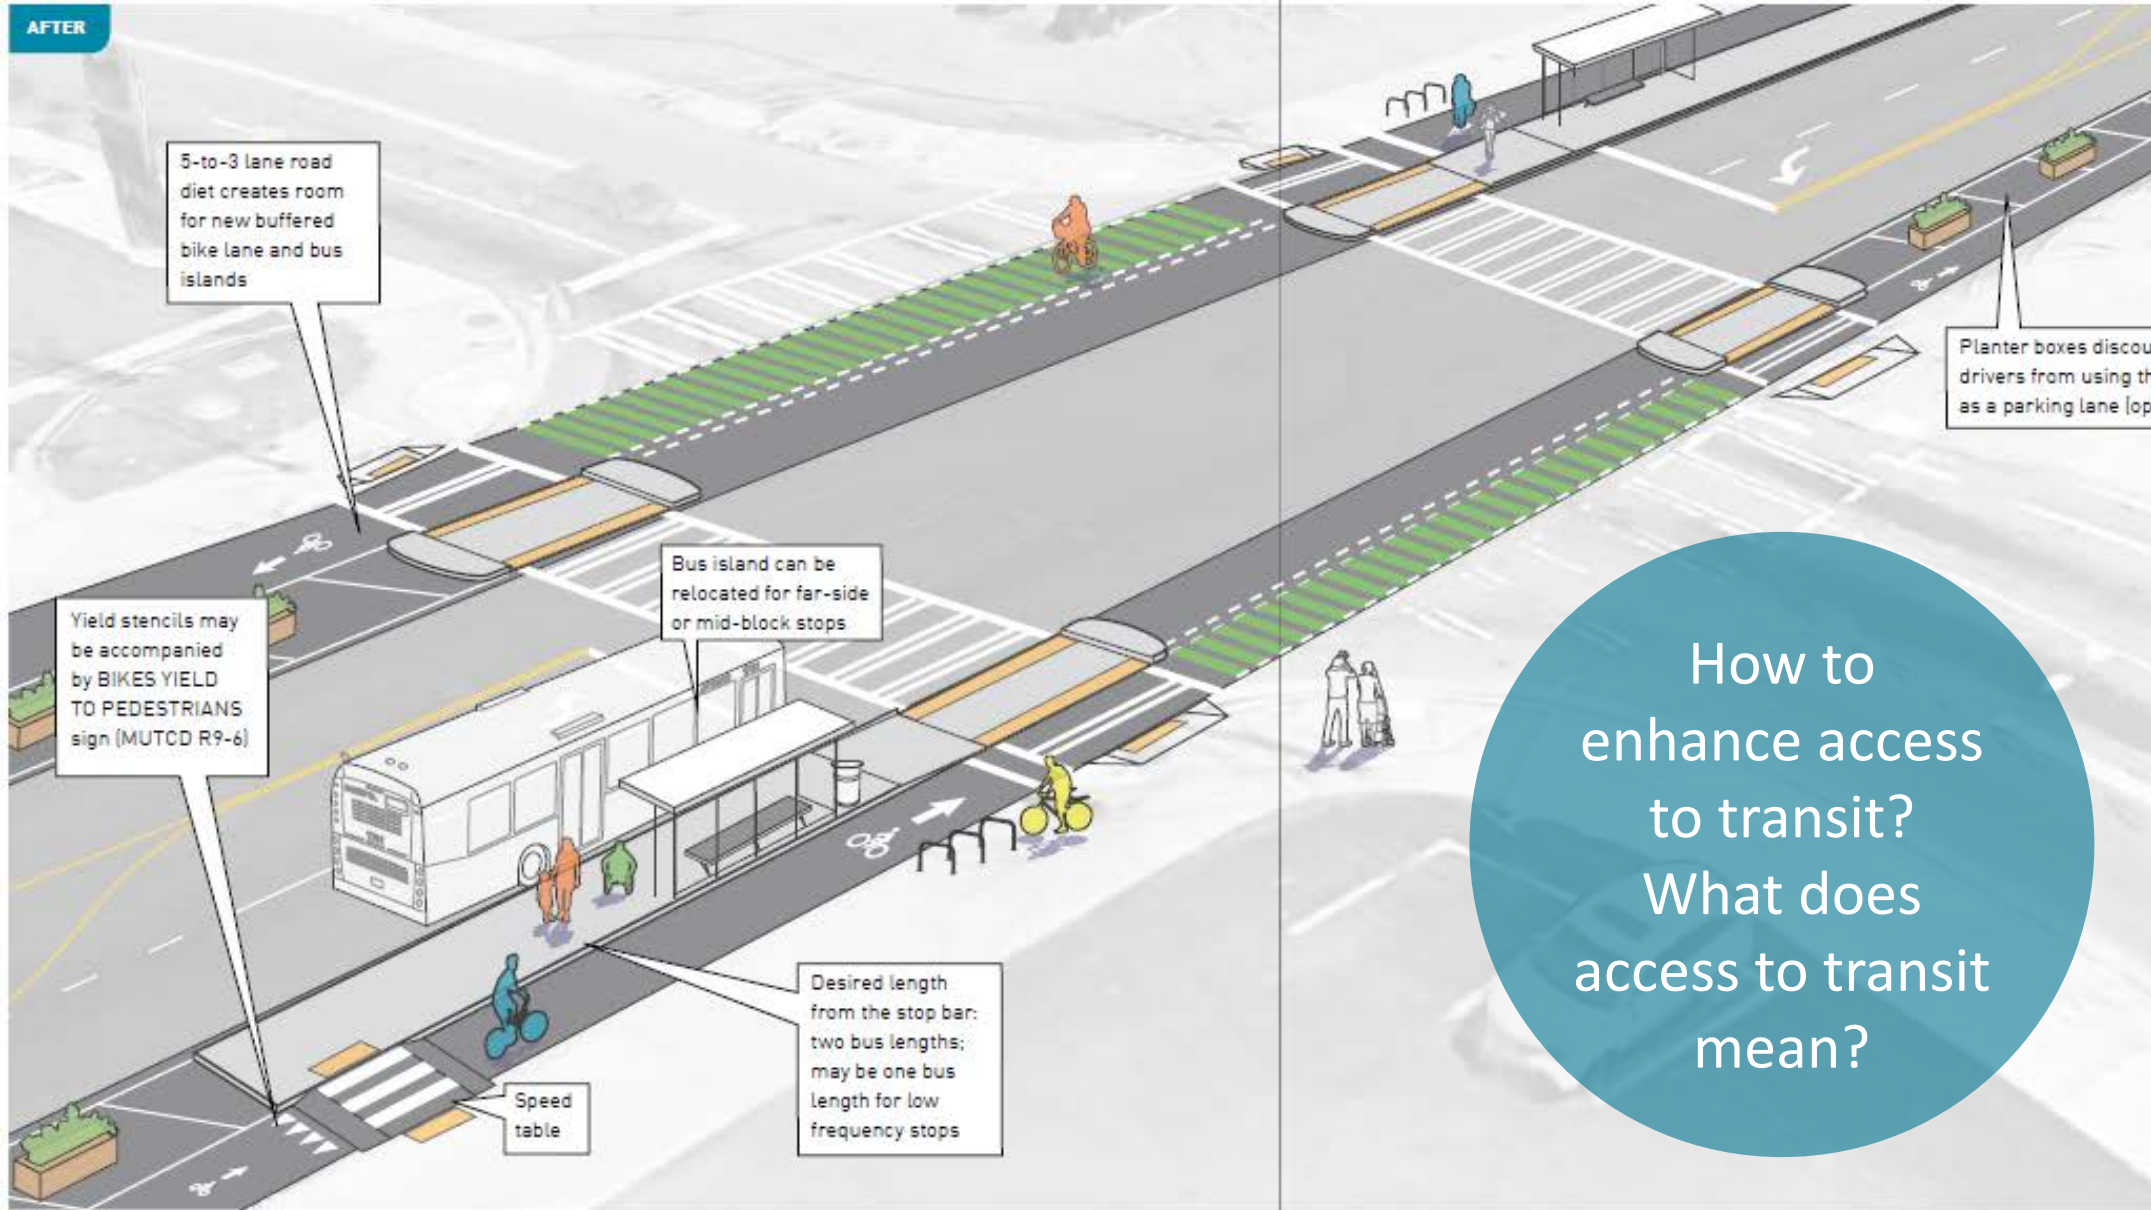 AFTER
5-to-3 lane road
diet creates room
for new buffered
bike lane and bus
islands
Planter boxes
drivers from using
as a parking lane
Bus island can be
relocated for far-side
or mid-block stops
Yield stencils may
be accompanied
by BIKES YIELD
TO PEDESTRIANS
sign (MUTCD R9-6)
How to
enhance access
to transit?
What does
access to transit
mean?
Desired length
from the stop bar:
two bus lengths;
may be one bus
length for low
frequency stops
Speed
table